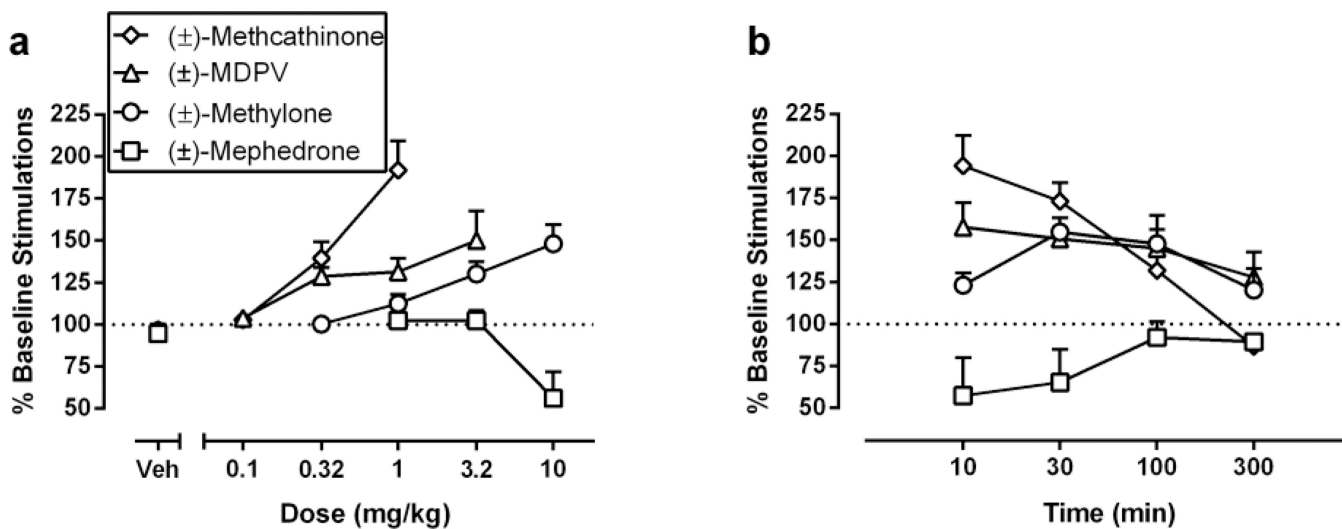 a
(±)-Methcathinone
(±)-MDPV
(±)-Methylone
(±)-Mephedrone
% Baseline Stimulations
225
200
175
150
125
100
75
50
Veh 0.1 0.32 1 3.2 10
Dose (mg/kg)
b
% Baseline Stimulations
225
200
175
150
125
100
75
50
10 30 100 300
Time (min)